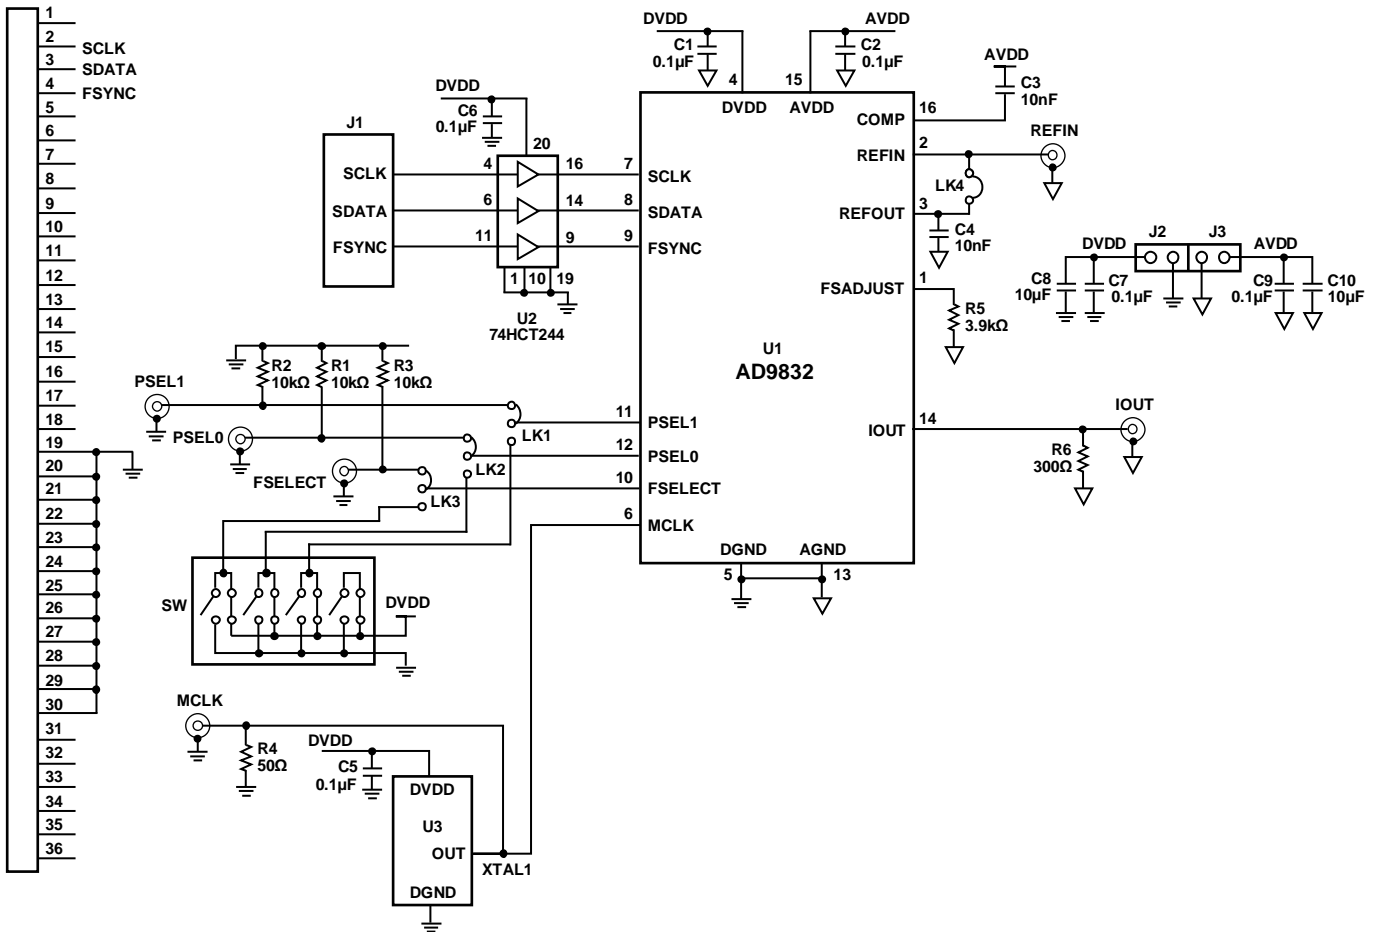 1
2
SCLK
3
SDATA
4
FSYNC
5
6
7
8
9
10
11
12
13
14
15
16
17
18
19
20
21
22
23
24
25
26
27
28
29
30
31
32
33
34
35
36
J1
SCLK
SDATA
FSYNC
DVDD
C6
0.1µF
20
4
16
6
14
11
9
1
10
19
U2
74HCT244
DVDD
C1
0.1µF
4
AVDD
C2
0.1µF
15
DVDD
AVDD
7
SCLK
8
SDATA
9
FSYNC
U1
AD9832
11
PSEL1
12
PSEL0
10
FSELECT
6
MCLK
DGND
AGND
5
13
COMP
16
AVDD
C3
10nF
REFIN
2
REFIN
LK4
REFOUT
3
C4
10nF
FSADJUST
1
R5
3.9kΩ
IOUT
14
IOUT
R6
300Ω
J2
J3
DVDD
AVDD
C8
10µF
C7
0.1µF
C9
0.1µF
C10
10µF
R2
10kΩ
R1
10kΩ
R3
10kΩ
PSEL1
PSEL0
FSELECT
LK1
LK2
LK3
SW
DVDD
MCLK
R4
50Ω
DVDD
C5
0.1µF
DVDD
U3
OUT
DGND
XTAL1